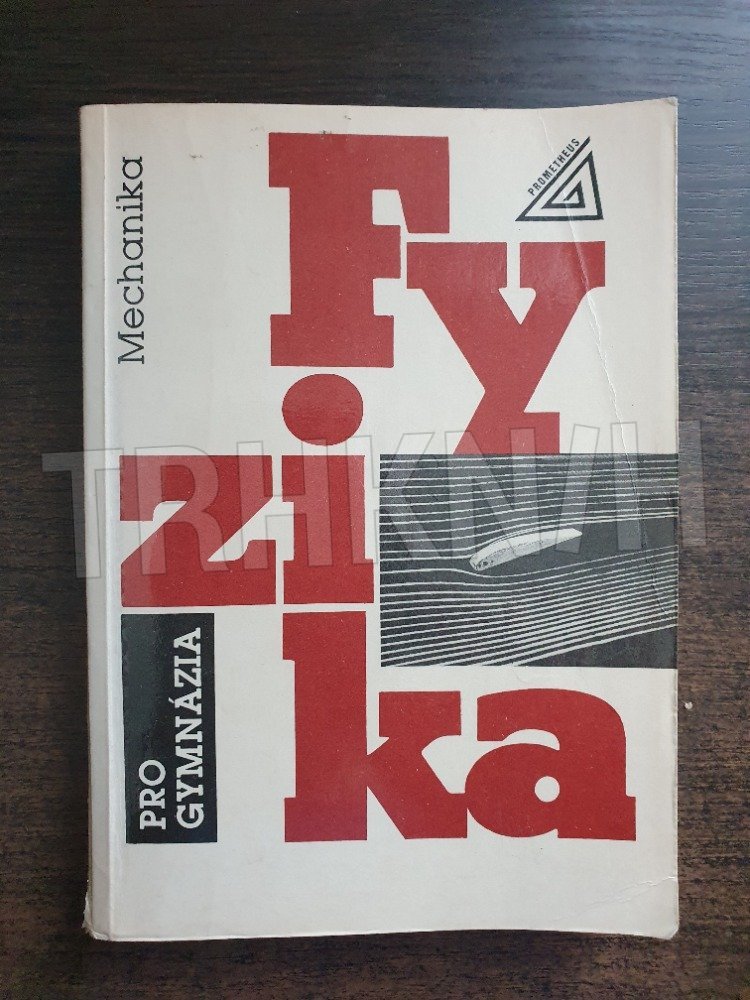 Mechanika
PROMETHEUS
Fy
zi
ka
PRO
GYMNÁZIA
TRHKNIH